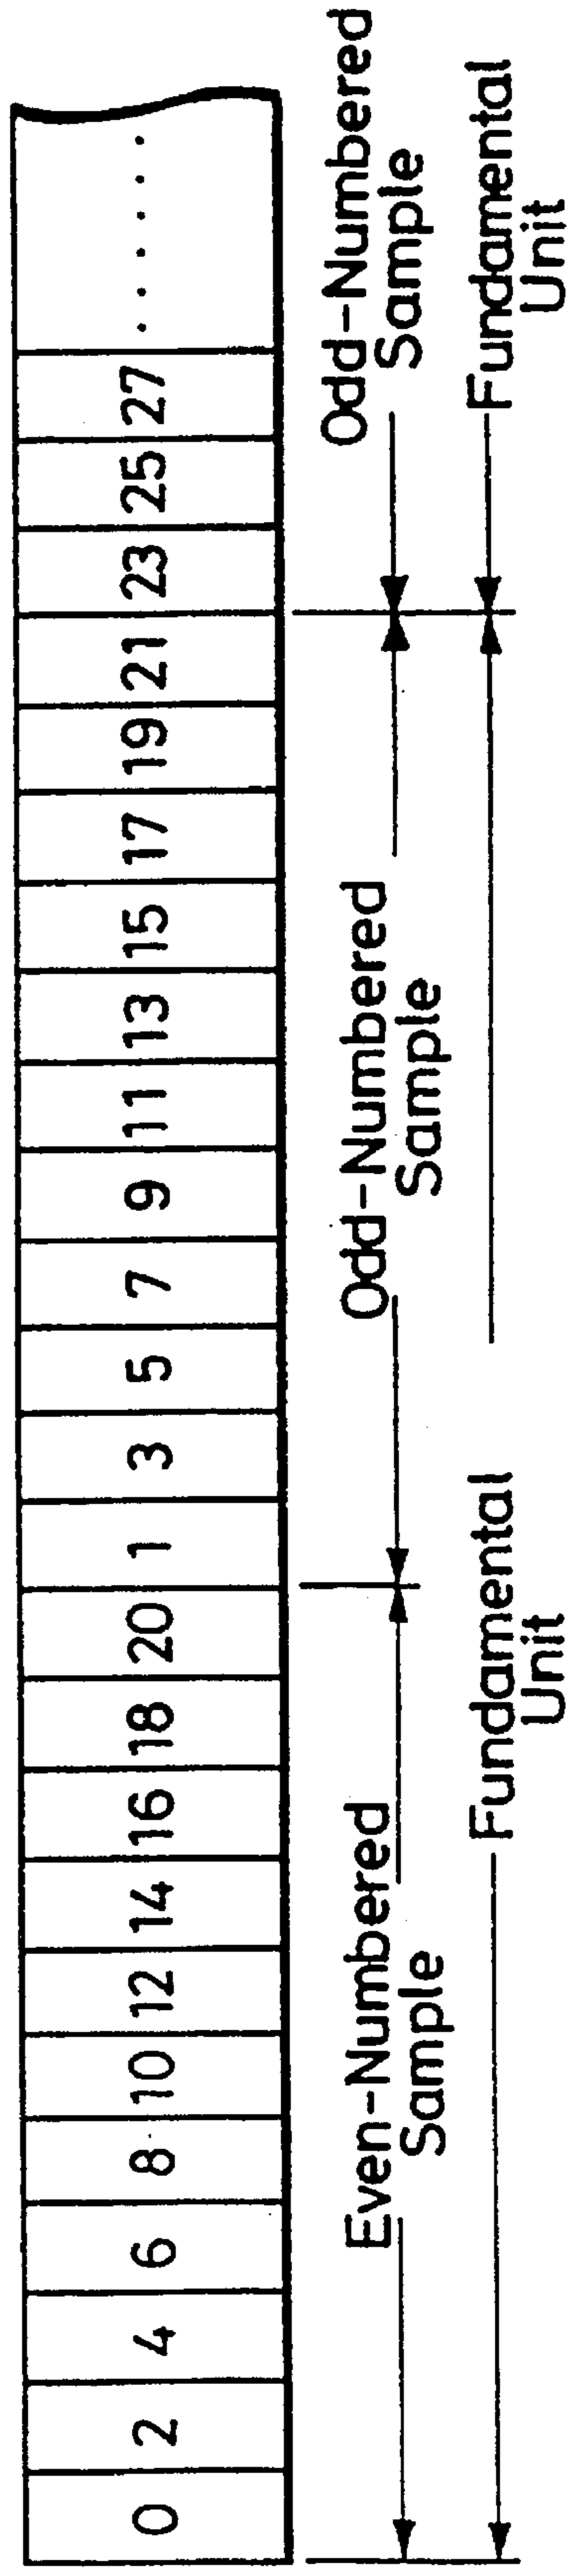 0 2 4 6 8 10 12 14 16 18 20 1 3 5 7 9 11 13 15 17 19 21 23 25 27 ......
Even-Numbered
Sample
Odd-Numbered
Sample
Odd-Numbered
Sample
Fundamental
Unit
Fundamental
Unit